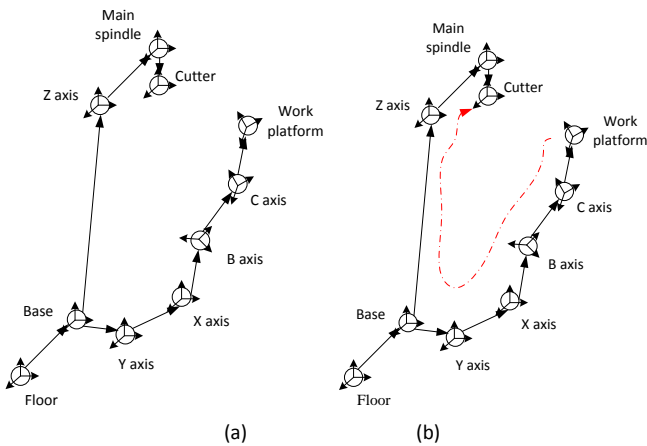 Main
spindle
Cutter
Z axis
Work
platform
C axis
B axis
Base
X axis
Y axis
Floor
(a)
Main
spindle
Cutter
Z axis
Work
platform
C axis
B axis
Base
X axis
Y axis
Floor
(b)